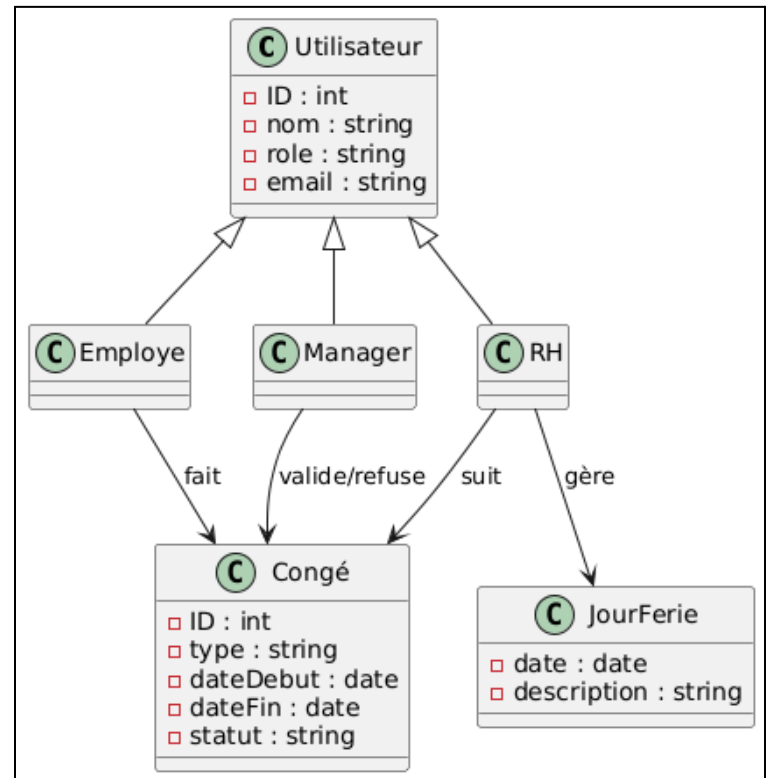 C Utilisateur
ID : int
nom : string
role : string
email : string
C Employe
C Manager
C RH
fait
valide/refuse
suit
gère
C Congé
ID : int
type : string
dateDebut : date
dateFin : date
statut : string
C JourFerie
date : date
description : string